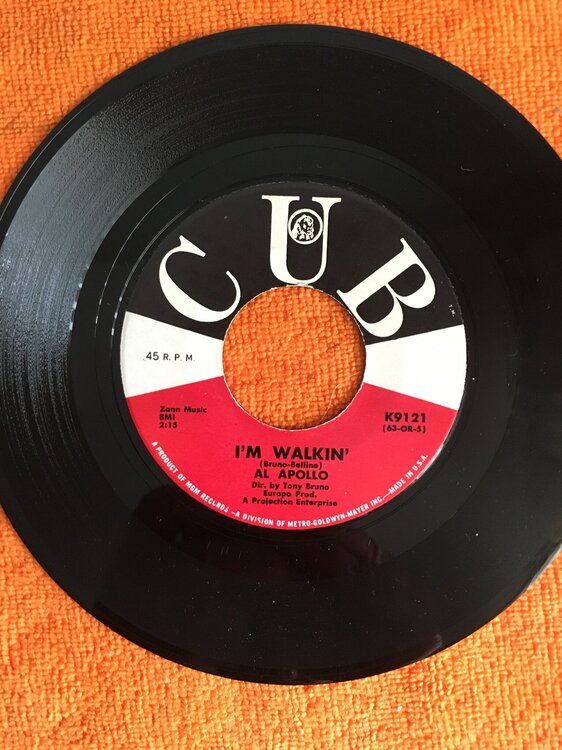 CUB
T.M.
45 R. P. M.
Zann Music
BMI
2:15
K9121
(63-OR-5)
I'M WALKIN'
(Bruno-Belline)
AL APOLLO
Dir. by Tony Bruno
Europa Prod.
A Projection Enterprise
A PRODUCT OF MGM RECLRDS —A DIVISION OF METRO-GOLDWYN-MAYER INC.—MADE IN U.S.A.